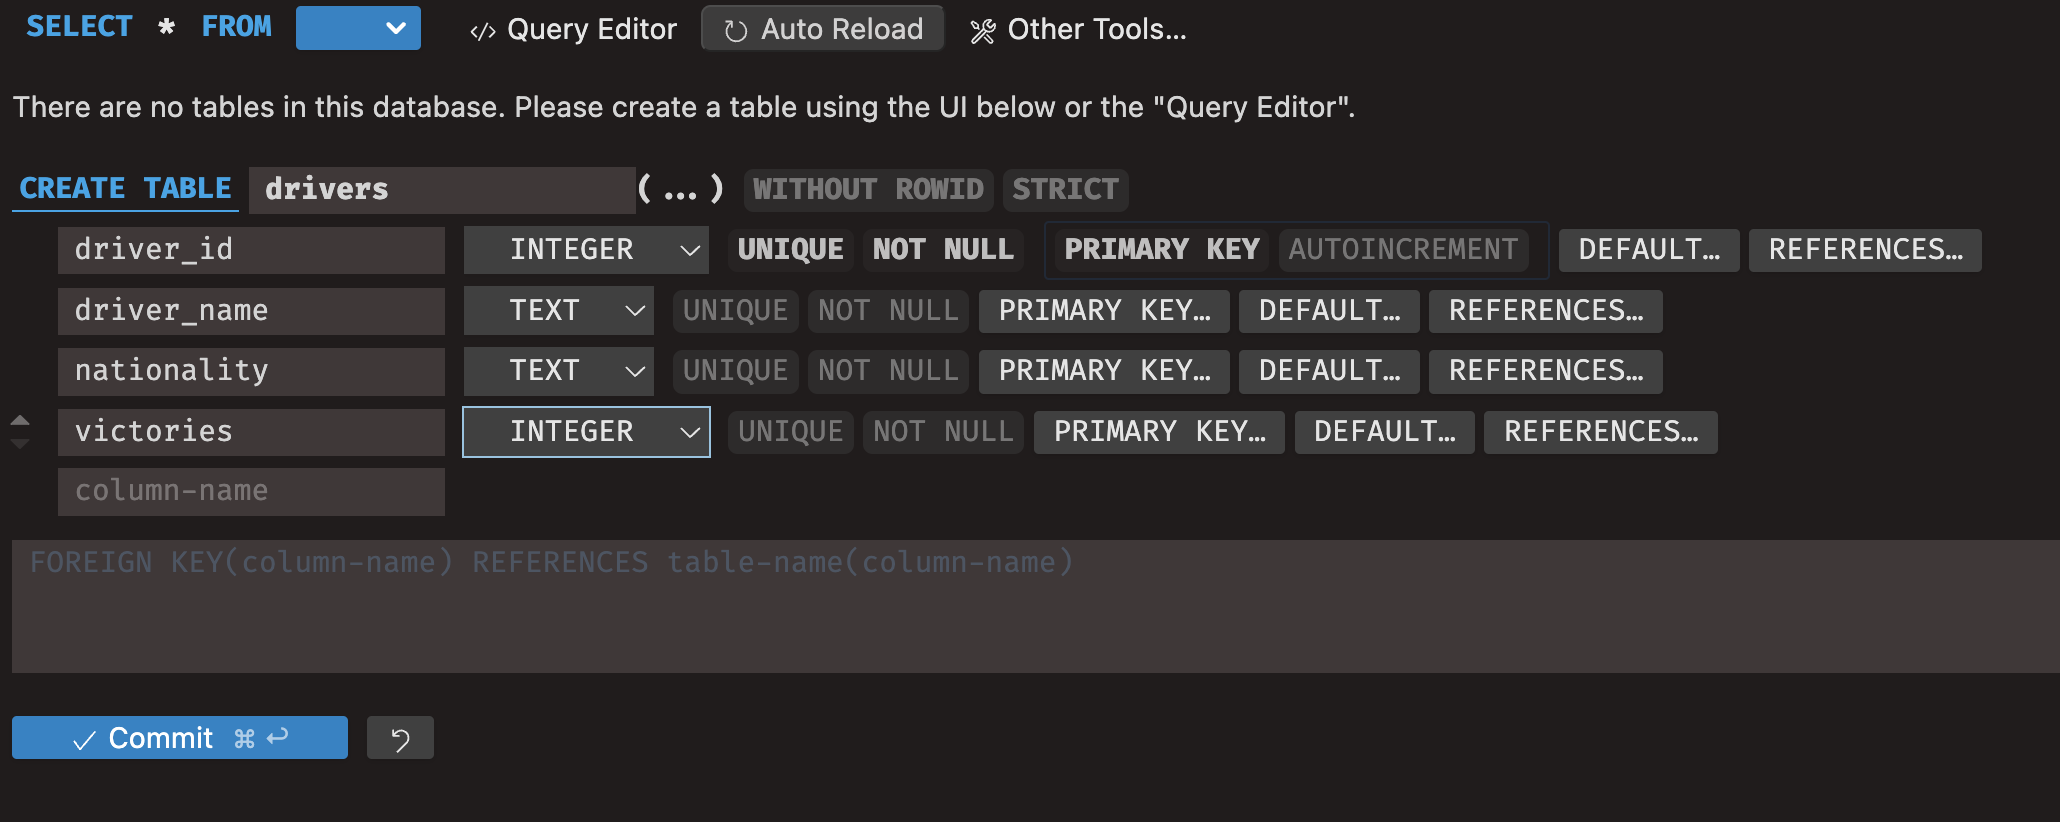 SELECT * FROM </> Query Editor Auto Reload Other Tools...
There are no tables in this database. Please create a table using the UI below or the "Query Editor".
CREATE TABLE drivers (...) WITHOUT ROWID STRICT
driver_id INTEGER UNIQUE NOT NULL PRIMARY KEY AUTOINCREMENT DEFAULT… REFERENCES…
driver_name TEXT UNIQUE NOT NULL PRIMARY KEY… DEFAULT… REFERENCES…
nationality TEXT UNIQUE NOT NULL PRIMARY KEY… DEFAULT… REFERENCES…
victories INTEGER UNIQUE NOT NULL PRIMARY KEY… DEFAULT… REFERENCES…
column-name
FOREIGN KEY(column-name) REFERENCES table-name(column-name)
✓ Commit ⌘ ↩